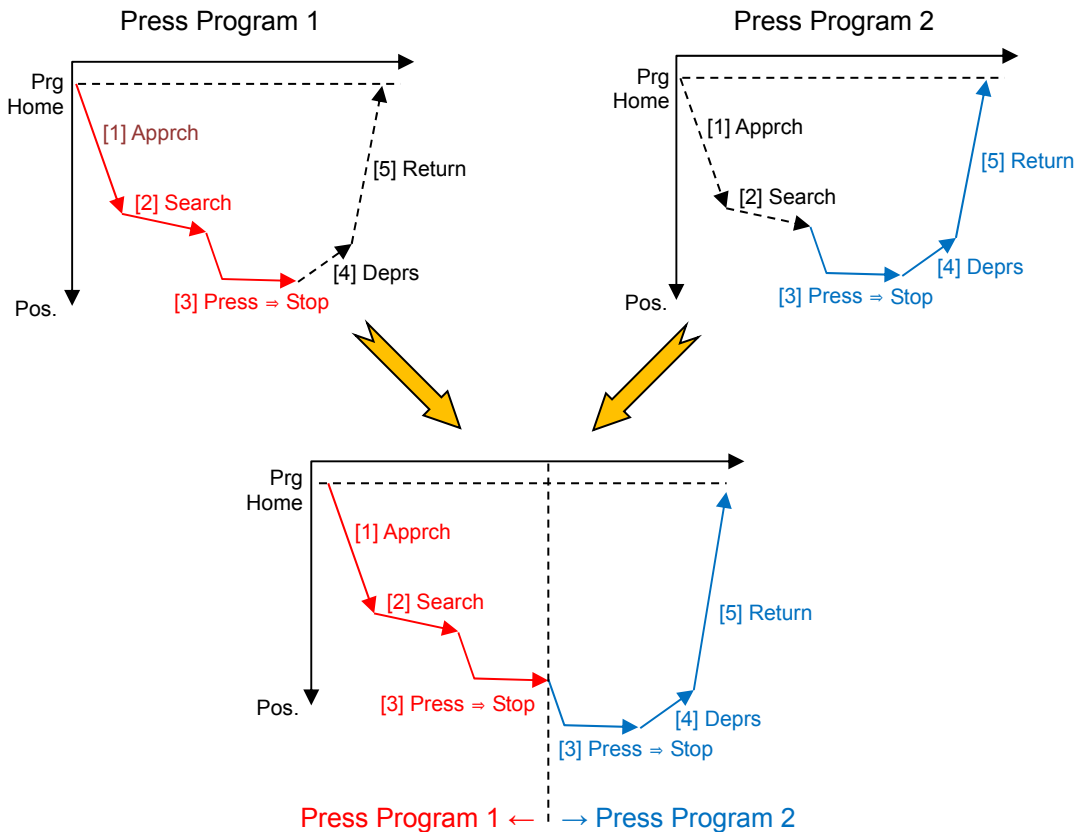 Press Program 1
Prg
Home
[1] Apprch
[2] Search
[5] Return
[4] Deprs
[3] Press ⇒ Stop
Pos.
Press Program 2
Prg
Home
[1] Apprch
[2] Search
[5] Return
[4] Deprs
[3] Press ⇒ Stop
Pos.
Prg
Home
[1] Apprch
[2] Search
[5] Return
[3] Press ⇒ Stop
Pos.
[4] Deprs
[3] Press ⇒ Stop
Press Program 1 ← → Press Program 2